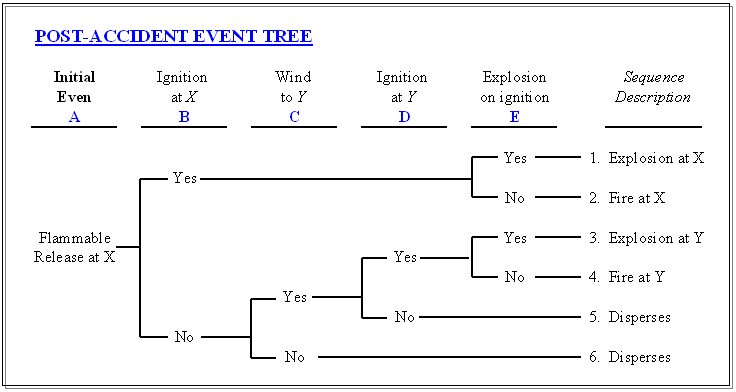 POST-ACCIDENT EVENT TREE
Initial Even A
Ignition at X B
Wind to Y C
Ignition at Y D
Explosion on ignition E
Sequence Description
Yes 1. Explosion at X
Yes
No 2. Fire at X
Flammable Release at X
Yes 3. Explosion at Y
Yes
No 4. Fire at Y
Yes
No 5. Disperses
No
No 6. Disperses